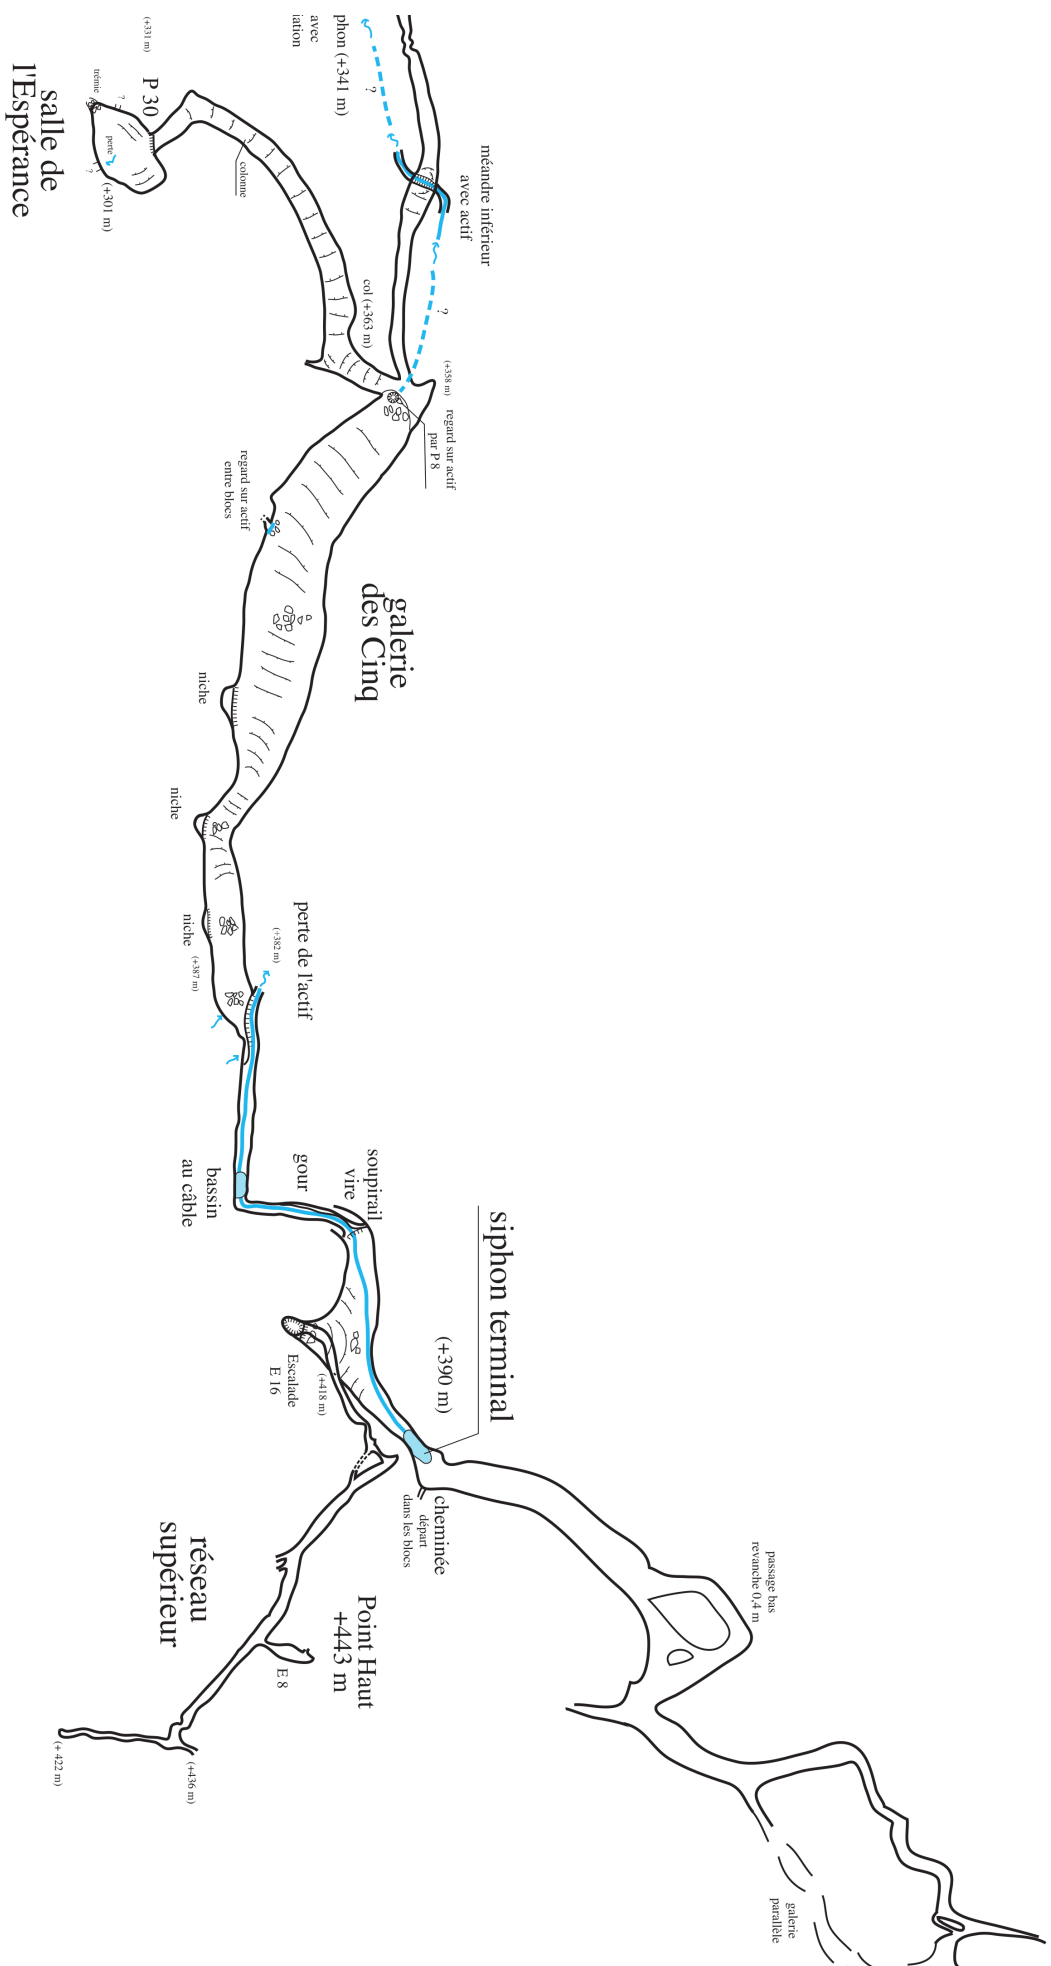 phon (+341 m)
avec
iation
(+331 m)
P 30
trémie
?
perte
?
(+301 m)
salle de
l'Espérance
colonne
?
méandre inférieur
avec actif
?
col (+363 m)
(+358 m)
regard sur actif
par P 8
regard sur actif
entre blocs
galerie
des Cinq
niche
niche
niche
(+387 m)
(+382 m)
perte de l'actif
bassin
au câble
gour
soupirail
vire
siphon terminal
(+390 m)
Escalade
E 16
(+418 m)
cheminée
départ
dans les blocs
réseau
supérieur
Point Haut
+443 m
E 8
(+436 m)
(+ 422 m)
passage bas
revanche 0,4 m
galerie
parallèle